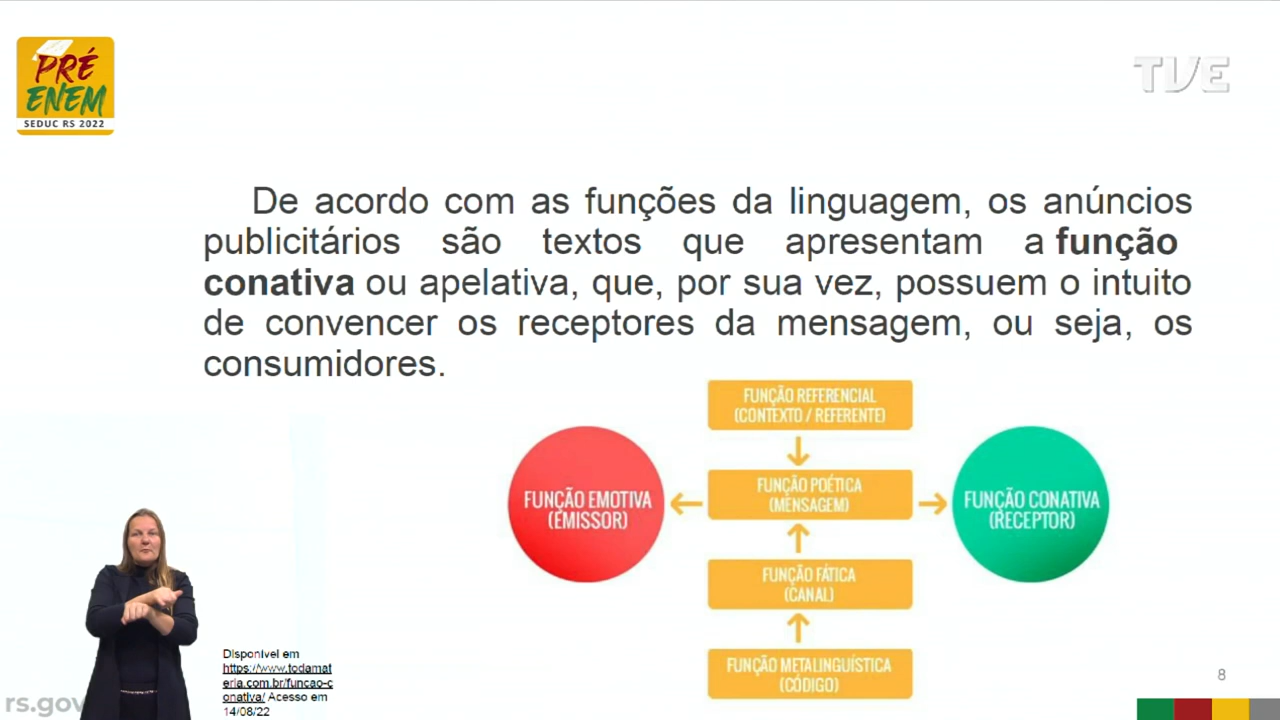 PRÉ
ENEM
SEDUC RS 2022
TVE
De acordo com as funções da linguagem, os anúncios
publicitários são textos que apresentam a função
conativa ou apelativa, que, por sua vez, possuem o intuito
de convencer os receptores da mensagem, ou seja, os
consumidores.
FUNÇÃO REFERENCIAL
(CONTEXTO / REFERENTE)
FUNÇÃO EMOTIVA
(EMISSOR)
FUNÇÃO POÉTICA
(MENSAGEM)
FUNÇÃO CONATIVA
(RECEPTOR)
FUNÇÃO FÁTICA
(CANAL)
FUNÇÃO METALINGUÍSTICA
(CÓDIGO)
Disponível em
https://www.todamat
eria.com.br/funcao-c
onativa/ Acesso em
14/08/22
rs.gov
8